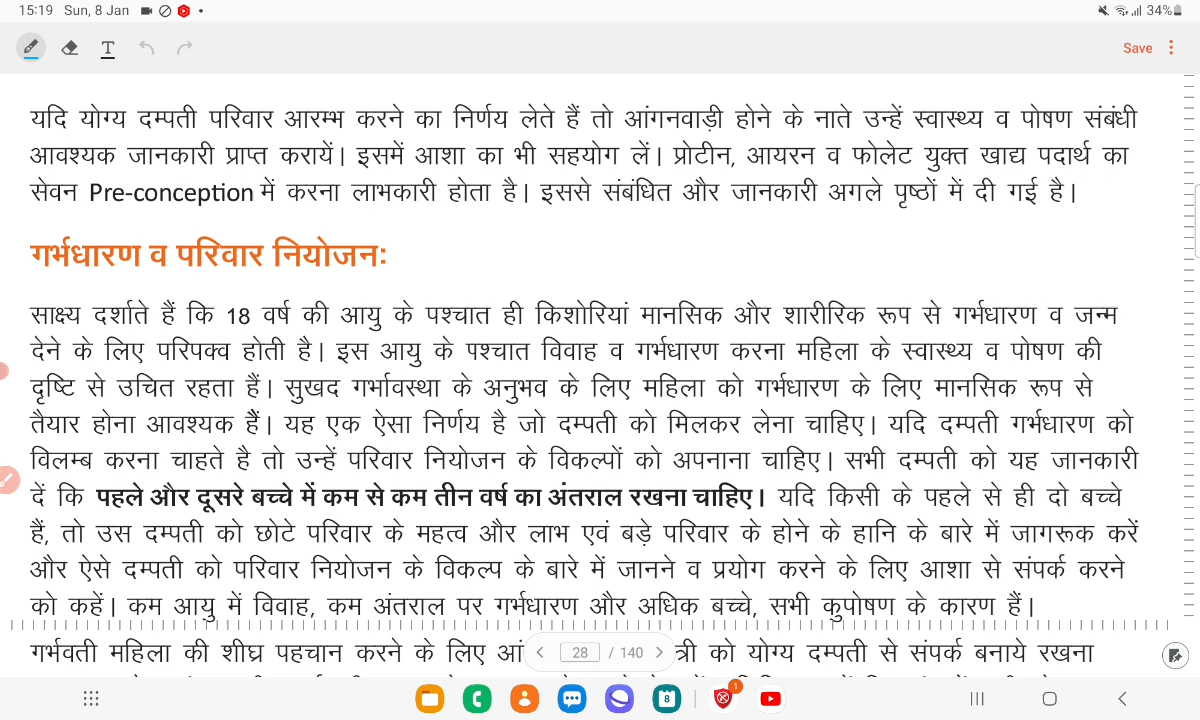 15:19 Sun, 8 Jan 34%
T Save
यदि योग्य दम्पती परिवार आरम्भ करने का निर्णय लेते हैं तो आंगनवाड़ी होने के नाते उन्हें स्वास्थ्य व पोषण संबंधी
आवश्यक जानकारी प्राप्त करायें। इसमें आशा का भी सहयोग लें। प्रोटीन, आयरन व फोलेट युक्त खाद्य पदार्थ का
सेवन Pre-conception में करना लाभकारी होता है। इससे संबंधित और जानकारी अगले पृष्ठों में दी गई है।
गर्भधारण व परिवार नियोजनः
साक्ष्य दर्शाते हैं कि 18 वर्ष की आयु के पश्चात ही किशोरियां मानसिक और शारीरिक रूप से गर्भधारण व जन्म
देने के लिए परिपक्व होती है। इस आयु के पश्चात विवाह व गर्भधारण करना महिला के स्वास्थ्य व पोषण की
दृष्टि से उचित रहता हैं। सुखद गर्भावस्था के अनुभव के लिए महिला को गर्भधारण के लिए मानसिक रूप से
तैयार होना आवश्यक हैं। यह एक ऐसा निर्णय है जो दम्पती को मिलकर लेना चाहिए। यदि दम्पती गर्भधारण को
विलम्ब करना चाहते है तो उन्हें परिवार नियोजन के विकल्पों को अपनाना चाहिए। सभी दम्पती को यह जानकारी
दें कि पहले और दूसरे बच्चे में कम से कम तीन वर्ष का अंतराल रखना चाहिए। यदि किसी के पहले से ही दो बच्चे
हैं, तो उस दम्पती को छोटे परिवार के महत्व और लाभ एवं बड़े परिवार के होने के हानि के बारे में जागरूक करें
और ऐसे दम्पती को परिवार नियोजन के विकल्प के बारे में जानने व प्रयोग करने के लिए आशा से संपर्क करने
को कहें। कम आयु में विवाह, कम अंतराल पर गर्भधारण और अधिक बच्चे, सभी कुपोषण के कारण हैं।
गर्भवती महिला की शीघ्र पहचान करने के लिए 28 / 140 को योग्य दम्पती से संपर्क बनाये रखना
8 1